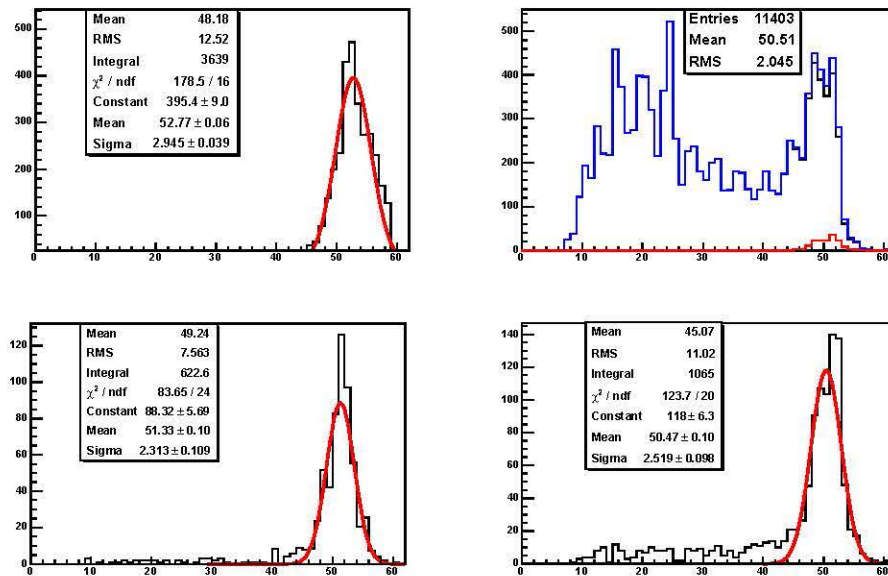 Mean 48.18
RMS 12.52
Integral 3639
χ² / ndf 178.5 / 16
Constant 395.4 ± 9.0
Mean 52.77 ± 0.06
Sigma 2.945 ± 0.039
500
400
300
200
100
0 10 20 30 40 50 60
Entries 11403
Mean 50.51
RMS 2.045
500
400
300
200
100
0
0 10 20 30 40 50 60
Mean 49.24
RMS 7.563
Integral 622.6
χ² / ndf 83.65 / 24
Constant 88.32 ± 5.69
Mean 51.33 ± 0.10
Sigma 2.313 ± 0.109
120
100
80
60
40
20
0
0 10 20 30 40 50 60
Mean 45.07
RMS 11.02
Integral 1065
χ² / ndf 123.7 / 20
Constant 118 ± 6.3
Mean 50.47 ± 0.10
Sigma 2.519 ± 0.098
140
120
100
80
60
40
20
0
0 10 20 30 40 50 60